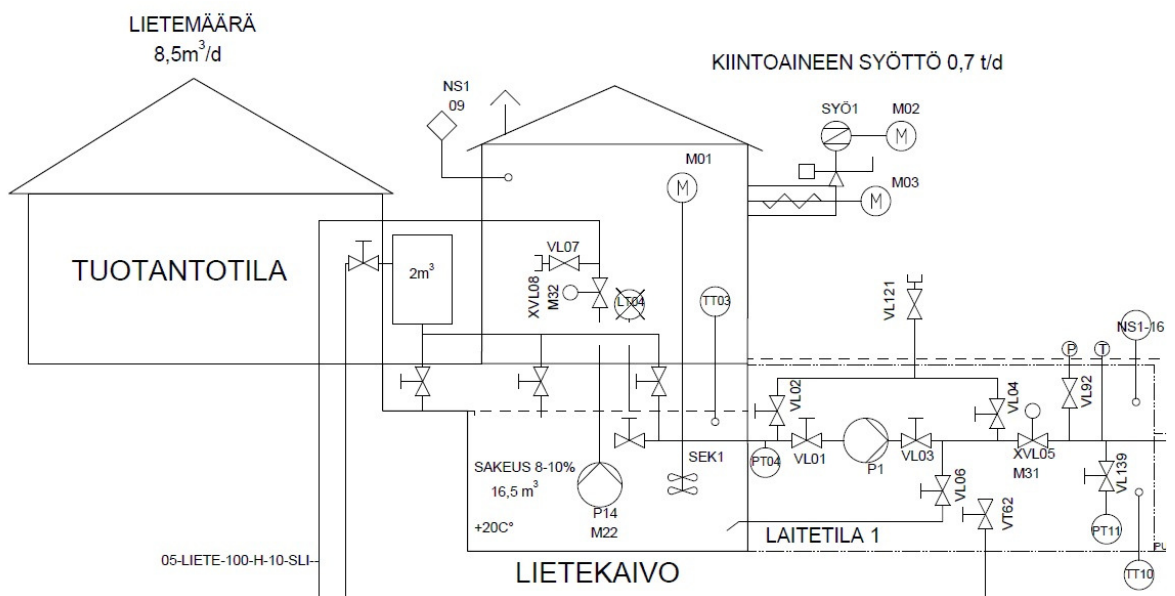 LIETEMÄÄRÄ
8,5m³/d
KIINTOAINEEN SYÖTTÖ 0,7 t/d
NS1
09
SYÖ1
M02
M
M01
M
M03
M
TUOTANTOTILA
2m³
VL07
XVL08
M32
LT04
TT03
VL121
NS1-16
P
T
VL02
VL04
VL92
SAKEUS 8-10%
16,5 m³
+20C°
P14
M22
SEK1
PT04
VL01
P1
VL03
XVL05
M31
VL06
VT62
VL139
PT11
TT10
LAITETILA 1
PU
05-LIETE-100-H-10-SLI--
LIETEKAIVO